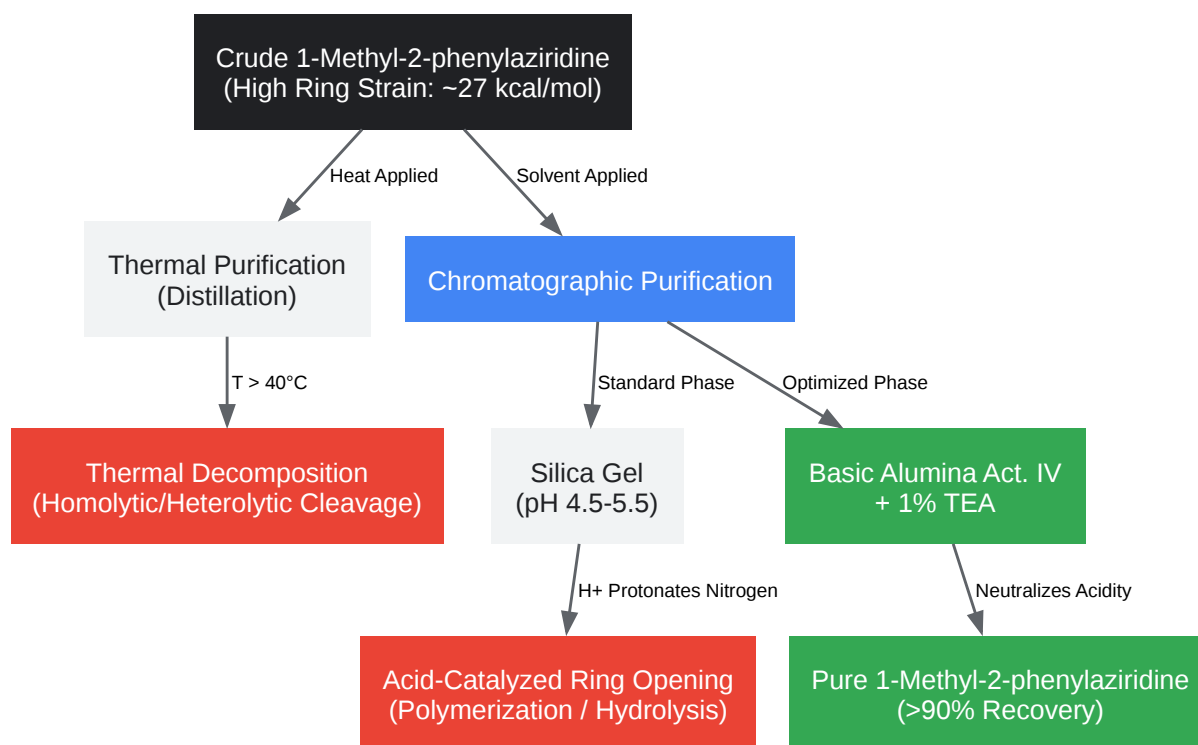 Crude 1-Methyl-2-phenylaziridine
(High Ring Strain: ~27 kcal/mol)
Heat Applied
Solvent Applied
Thermal Purification
(Distillation)
Chromatographic Purification
T > 40°C
Standard Phase
Optimized Phase
Thermal Decomposition
(Homolytic/Heterolytic Cleavage)
Silica Gel
(pH 4.5-5.5)
Basic Alumina Act. IV
+ 1% TEA
H+ Protonates Nitrogen
Neutralizes Acidity
Acid-Catalyzed Ring Opening
(Polymerization / Hydrolysis)
Pure 1-Methyl-2-phenylaziridine
(>90% Recovery)